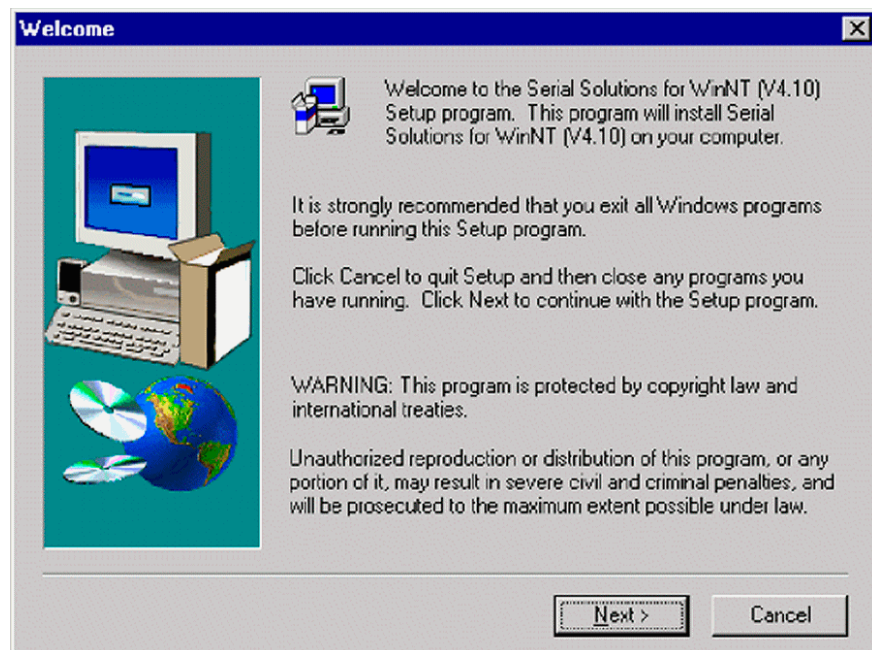 Welcome
Welcome to the Serial Solutions for WinNT (V4.10)
Setup program.  This program will install Serial
Solutions for WinNT (V4.10) on your computer.
It is strongly recommended that you exit all Windows programs
before running this Setup program.
Click Cancel to quit Setup and then close any programs you
have running.  Click Next to continue with the Setup program.
WARNING: This program is protected by copyright law and
international treaties.
Unauthorized reproduction or distribution of this program, or any
portion of it, may result in severe civil and criminal penalties, and
will be prosecuted to the maximum extent possible under law.
Next >
Cancel